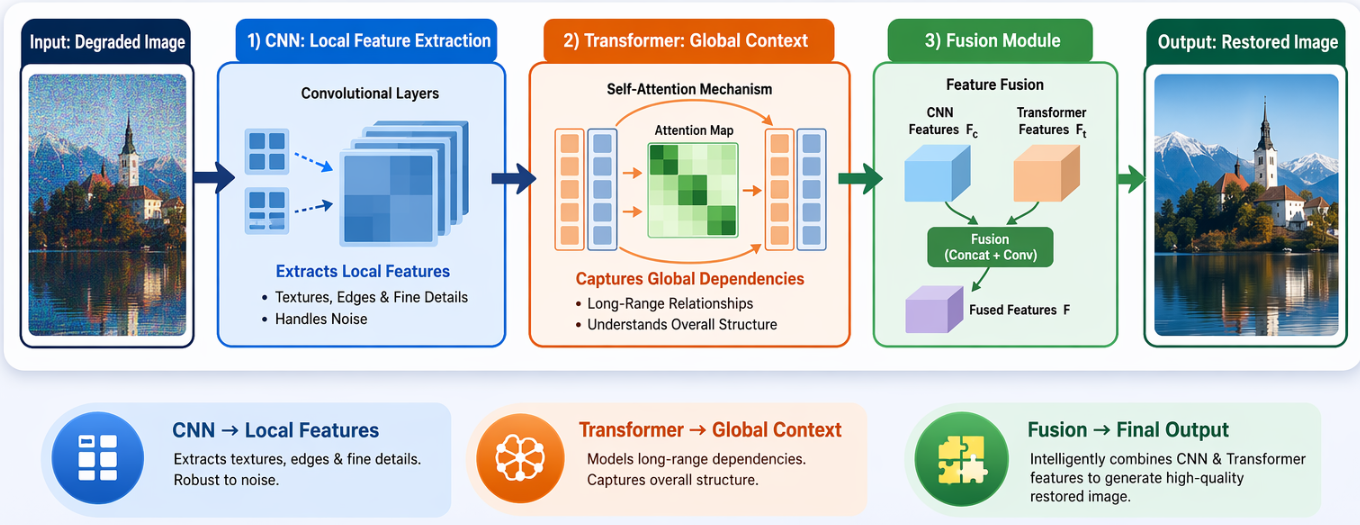 Input: Degraded Image
1) CNN: Local Feature Extraction
Convolutional Layers
Extracts Local Features
• Textures, Edges & Fine Details
• Handles Noise
2) Transformer: Global Context
Self-Attention Mechanism
Attention Map
Captures Global Dependencies
• Long-Range Relationships
• Understands Overall Structure
3) Fusion Module
Feature Fusion
CNN
Features Fc
Transformer
Features Ft
Fusion
(Concat + Conv)
Fused Features F
Output: Restored Image
CNN → Local Features
Extracts textures, edges & fine details.
Robust to noise.
Transformer → Global Context
Models long-range dependencies.
Captures overall structure.
Fusion → Final Output
Intelligently combines CNN & Transformer
features to generate high-quality
restored image.